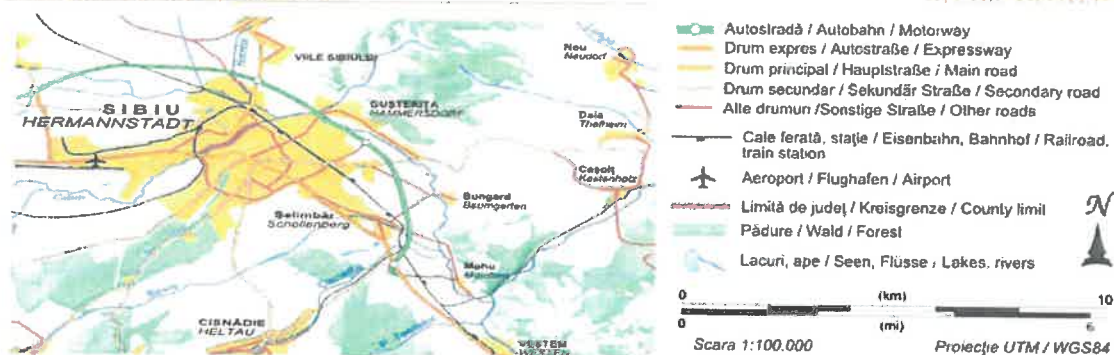 VIILE SIBIULUI
SIBIU
HERMANNSTADT
GUSTERIȚA
HAMMERSDORF
Nou
Neudorf
Daia
Thalheim
Cașolț
Kastenholz
Bungard
Baumgarten
Șelimbăr
Schellenberg
Mohu
CISNĂDIE
HELTAU
VEȘTEM
WESTEN
Autostradă / Autobahn / Motorway
Drum expres / Autostraße / Expressway
Drum principal / Hauptstraße / Main road
Drum secundar / Sekundär Straße / Secondary road
Alte drumuri /Sonstige Straße / Other roads
Cale ferată, stație / Eisenbahn, Bahnhof / Railroad,
train station
Aeroport / Flughafen / Airport
Limită de județ / Kreisgrenze / County limit
Pădure / Wald / Forest
Lacuri, ape / Seen, Flüsse / Lakes, rivers
N
0 (km) 10
0 (mi) 6
Scara 1:100.000 Proiecție UTM / WGS84